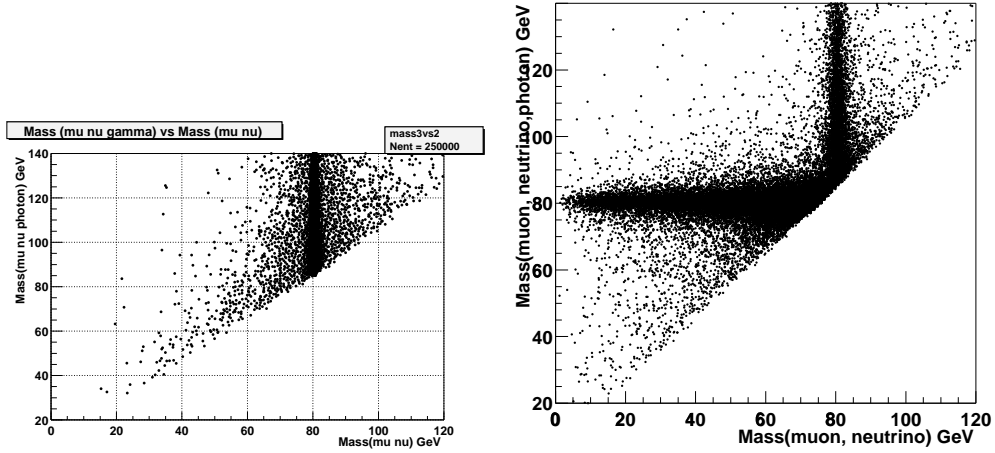 Mass (mu nu gamma) vs Mass (mu nu)
mass3vs2
Nent = 250000
Mass(mu nu photon) GeV
140
120
100
80
60
40
20
0 20 40 60 80 100 120
Mass(mu nu) GeV
Mass(muon, neutrino,photon) GeV
120
100
80
60
40
20
0 20 40 60 80 100 120
Mass(muon, neutrino) GeV